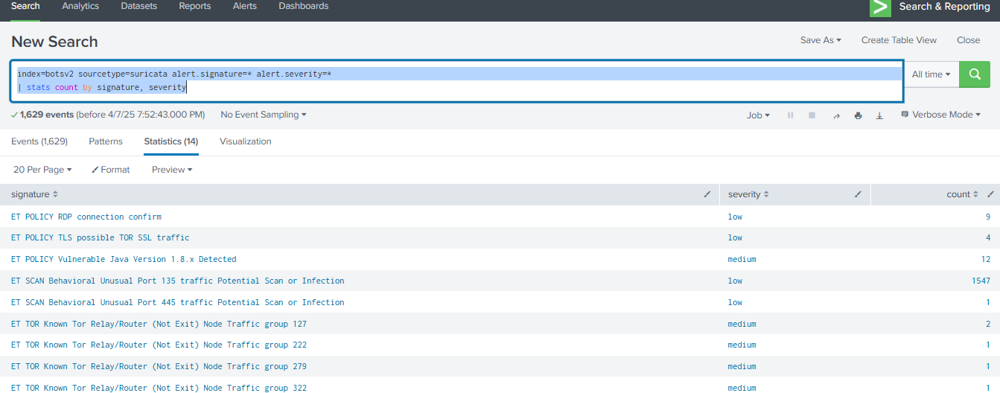 Search Analytics Datasets Reports Alerts Dashboards > Search & Reporting
New Search Save As Create Table View Close
index=botsv2 sourcetype=suricata alert.signature=* alert.severity=* All time
| stats count by signature, severity
1,629 events (before 4/7/25 7:52:43.000 PM) No Event Sampling Job Verbose Mode
Events (1,629) Patterns Statistics (14) Visualization
20 Per Page Format Preview
signature severity count
ET POLICY RDP connection confirm low 9
ET POLICY TLS possible TOR SSL traffic low 4
ET POLICY Vulnerable Java Version 1.8.x Detected medium 12
ET SCAN Behavioral Unusual Port 135 traffic Potential Scan or Infection low 1547
ET SCAN Behavioral Unusual Port 445 traffic Potential Scan or Infection low 1
ET TOR Known Tor Relay/Router (Not Exit) Node Traffic group 127 medium 2
ET TOR Known Tor Relay/Router (Not Exit) Node Traffic group 222 medium 1
ET TOR Known Tor Relay/Router (Not Exit) Node Traffic group 279 medium 1
ET TOR Known Tor Relay/Router (Not Exit) Node Traffic group 322 medium 1